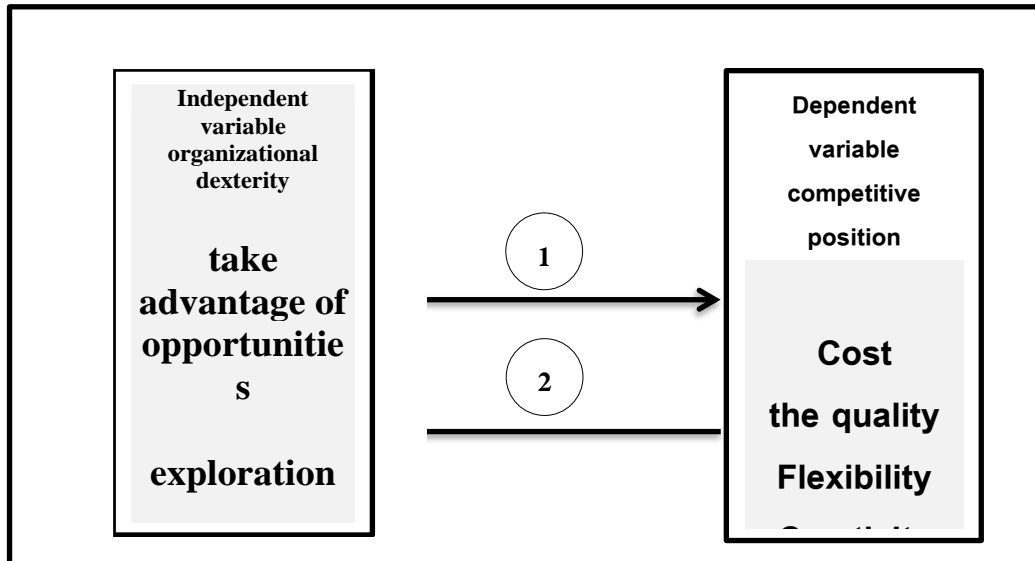 Independent
variable
organizational
dexterity
take
advantage of
opportunitie
s
exploration
1
2
Dependent
variable
competitive
position
Cost
the quality
Flexibility